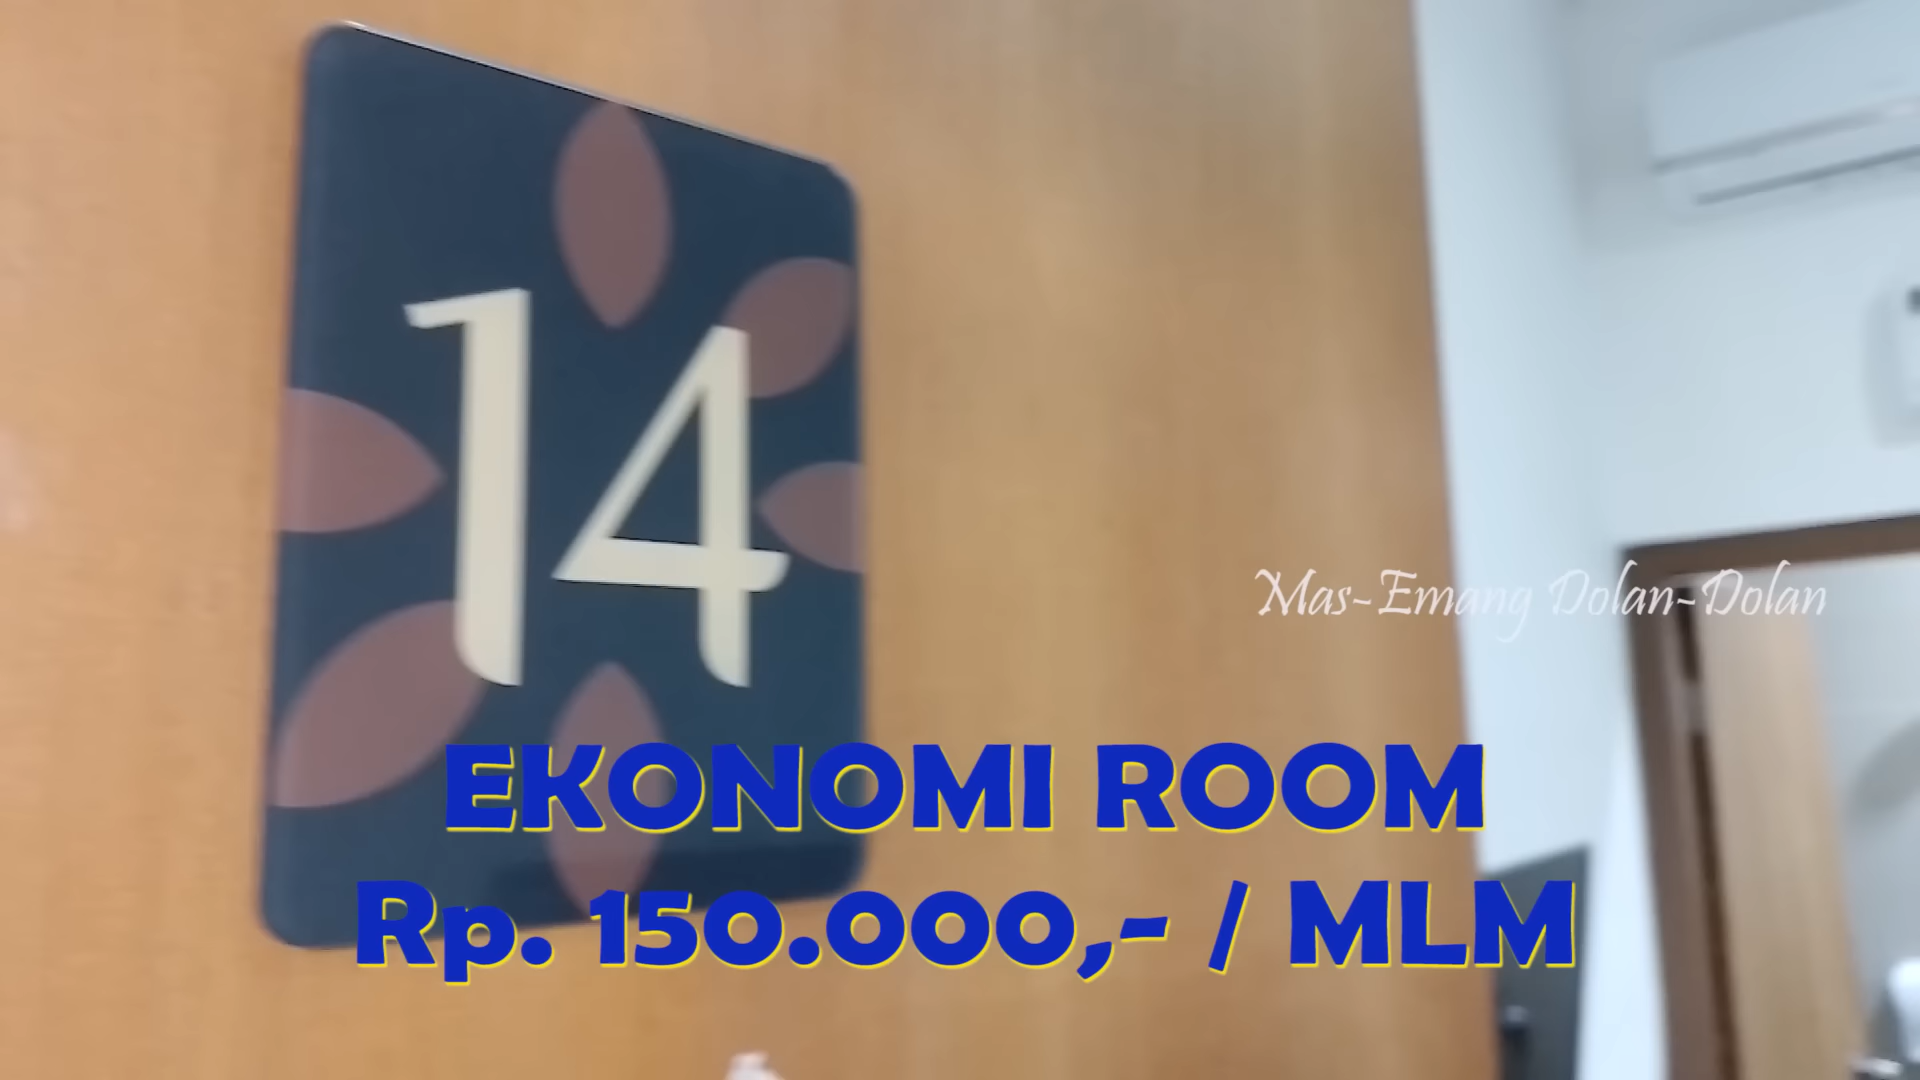 14
Mas-Emang Dolan-Dolan
EKONOMI ROOM
Rp. 150.000,- / MLM